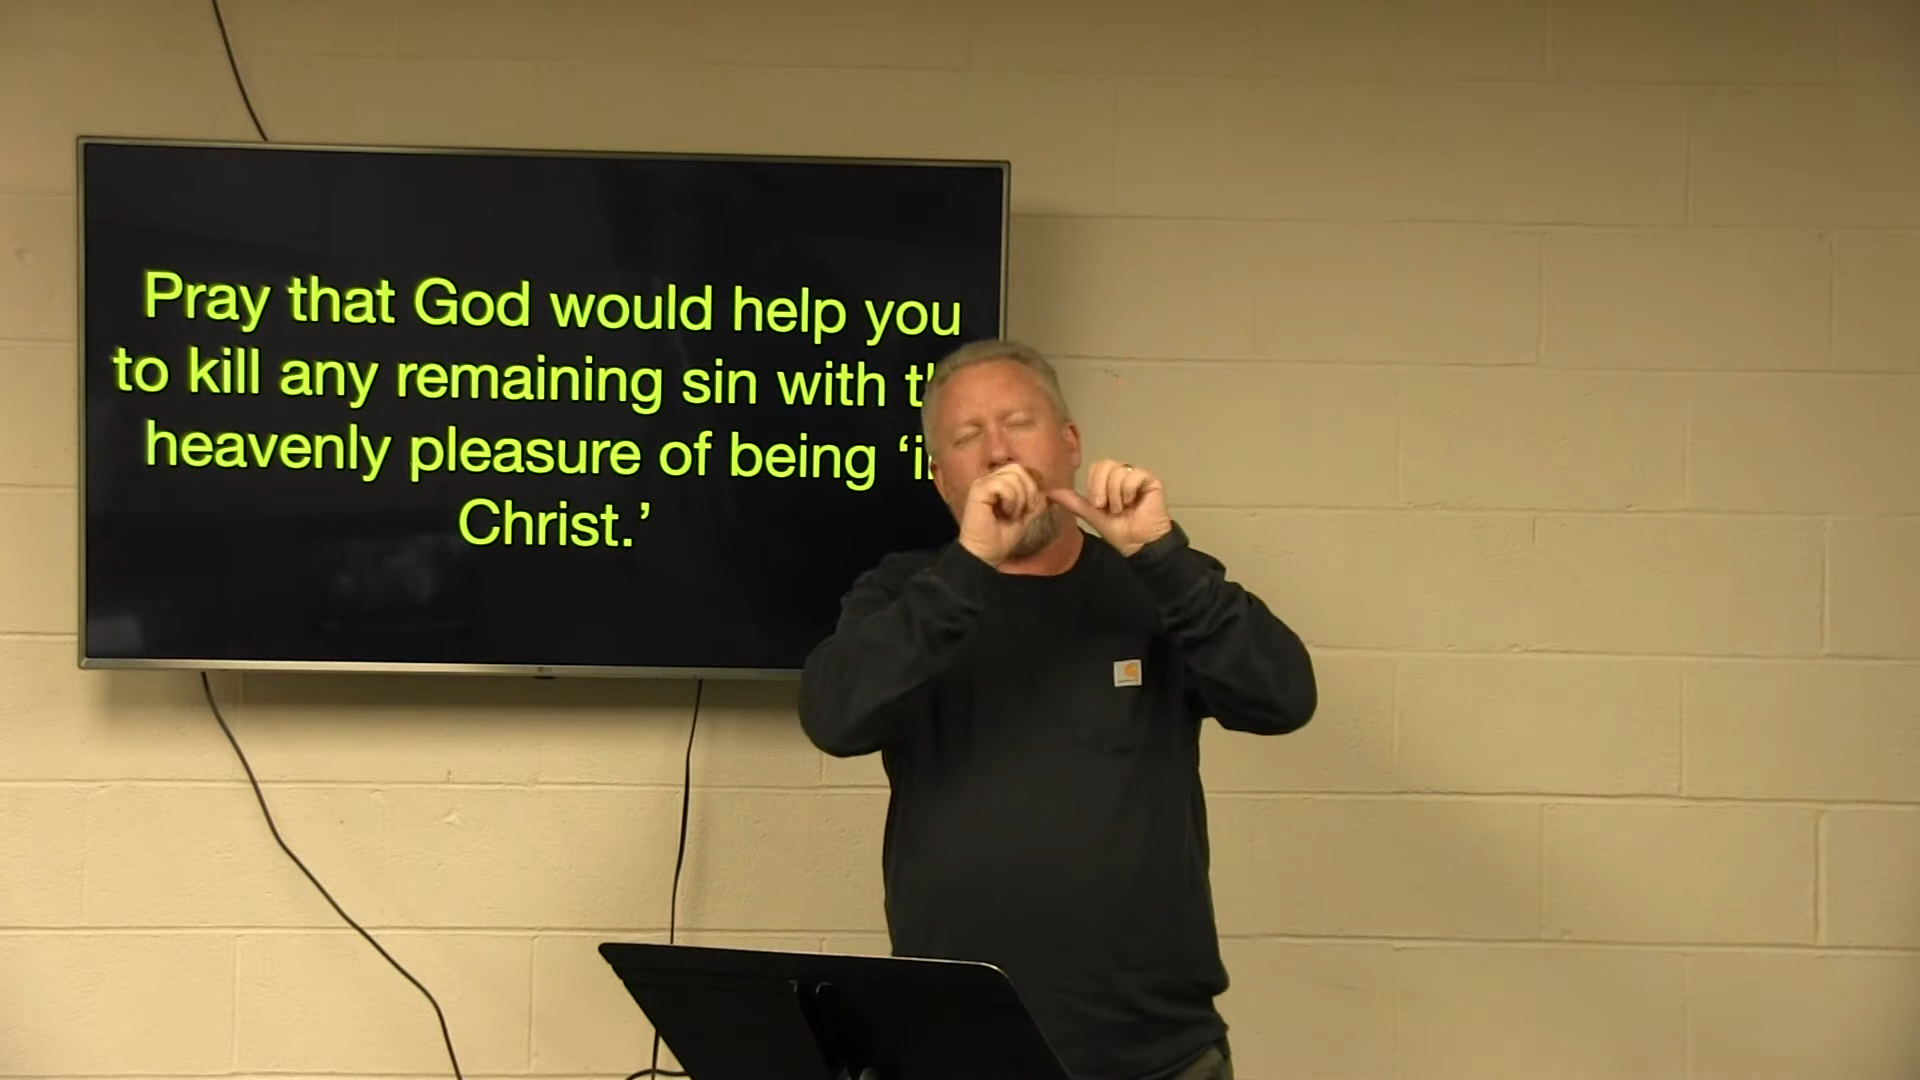 Pray that God would help you
to kill any remaining sin with
heavenly pleasure of being
Christ.’